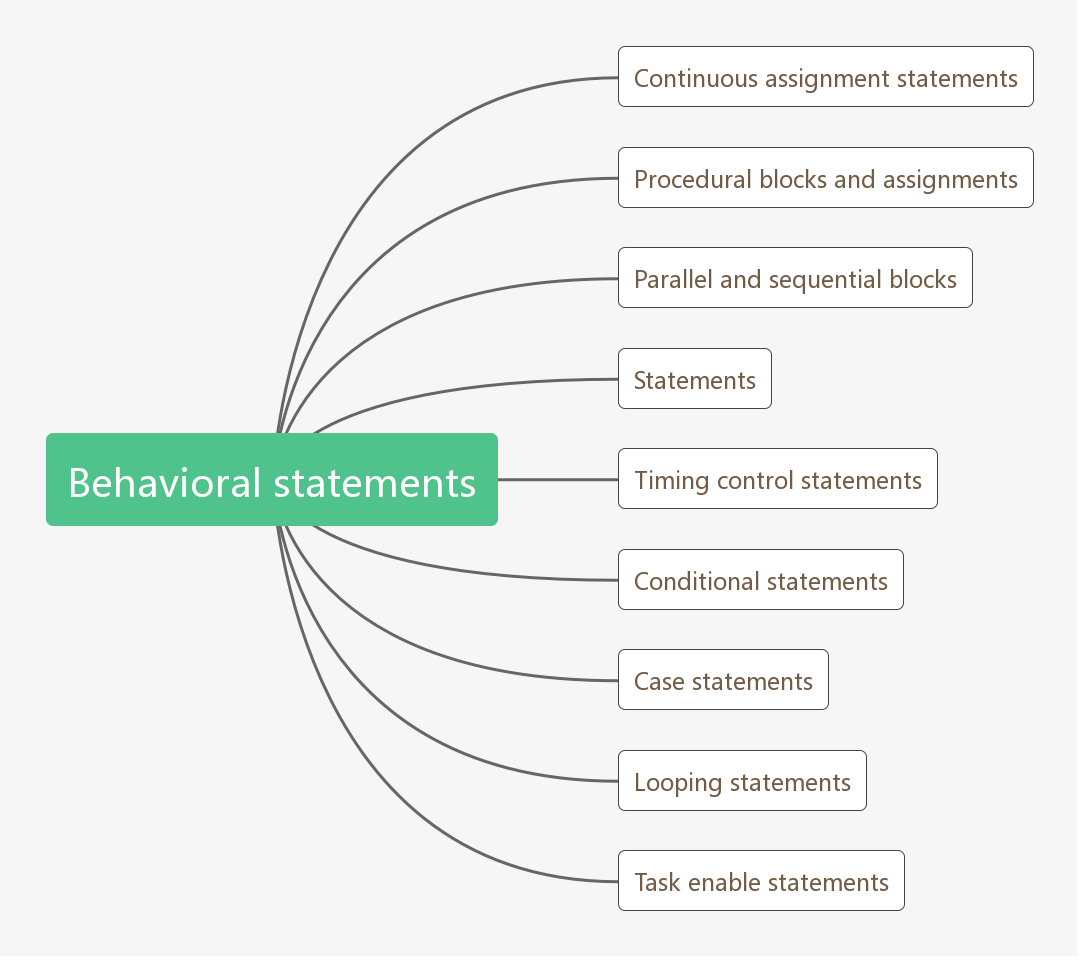 Continuous assignment statements
Procedural blocks and assignments
Parallel and sequential blocks
Statements
Behavioral statements
Timing control statements
Conditional statements
Case statements
Looping statements
Task enable statements